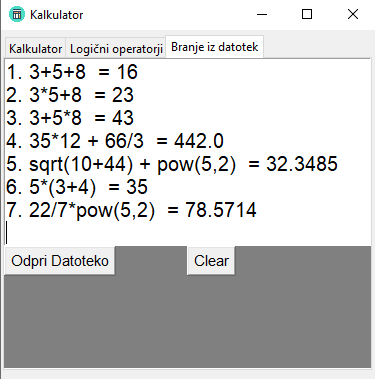 Kalkulator
Kalkulator Logični operatorji Branje iz datotek
1. 3+5+8  = 16
2. 3*5+8  = 23
3. 3+5*8  = 43
4. 35*12 + 66/3  = 442.0
5. sqrt(10+44) + pow(5,2)  = 32.3485
6. 5*(3+4)  = 35
7. 22/7*pow(5,2)  = 78.5714
Odpri Datoteko Clear